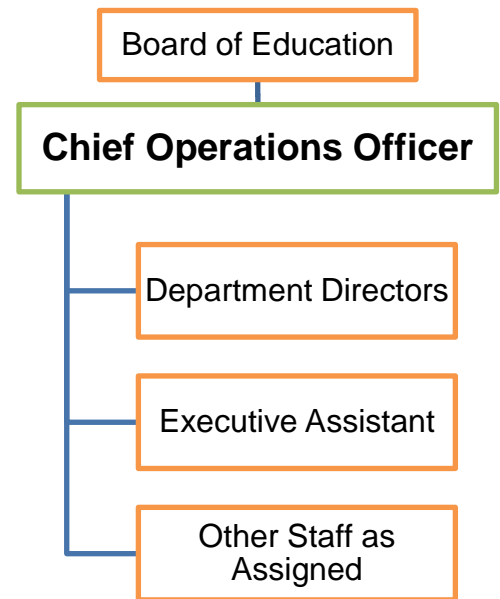 Board of Education
Chief Operations Officer
Department Directors
Executive Assistant
Other Staff as
Assigned